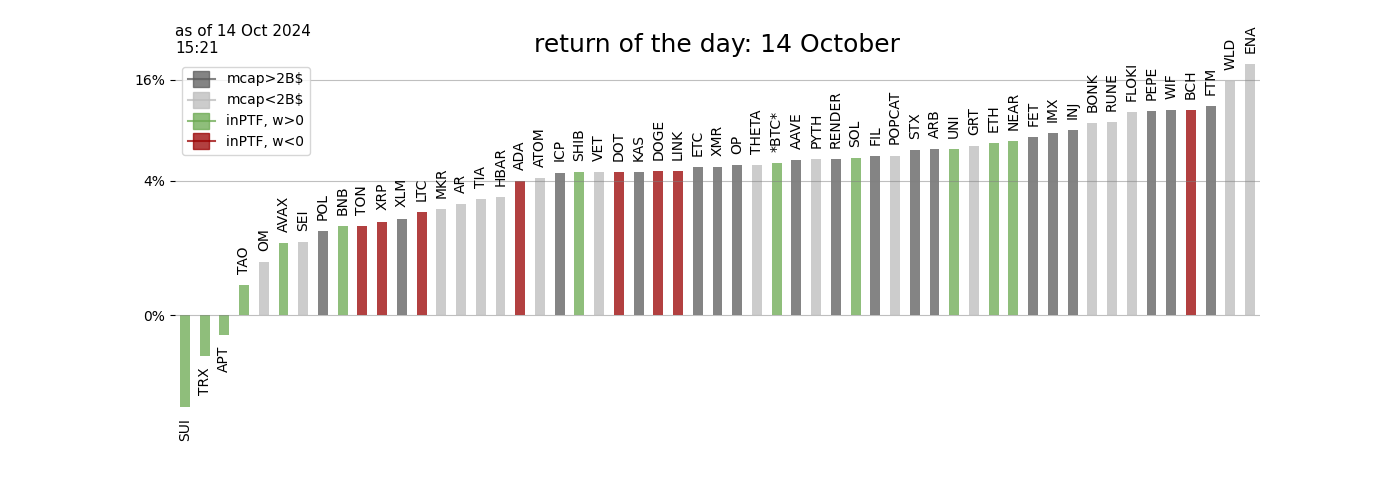 as of 14 Oct 2024
15:21
return of the day: 14 October
mcap>2B$
mcap<2B$
inPTF, w>0
inPTF, w<0
16%
4%
0%
SUI
TRX
APT
TAO
OM
AVAX
SEI
POL
BNB
TON
XRP
XLM
LTC
MKR
AR
TIA
HBAR
ADA
ATOM
ICP
SHIB
VET
DOT
KAS
DOGE
LINK
ETC
XMR
OP
THETA
*BTC*
AAVE
PYTH
RENDER
SOL
FIL
POPCAT
STX
ARB
UNI
GRT
ETH
NEAR
FET
IMX
INJ
BONK
RUNE
FLOKI
PEPE
WIF
BCH
FTM
WLD
ENA